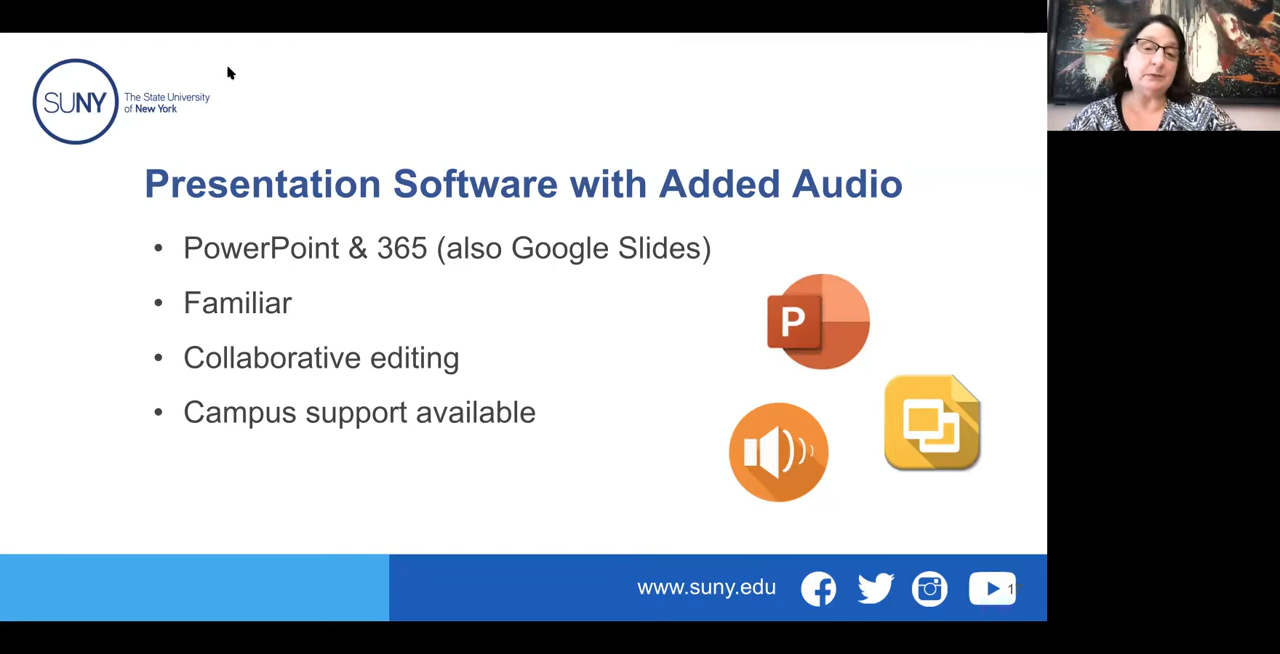 SUNY
The State University
of New York
Presentation Software with Added Audio
• PowerPoint & 365 (also Google Slides)
• Familiar
• Collaborative editing
• Campus support available
P
www.suny.edu
1